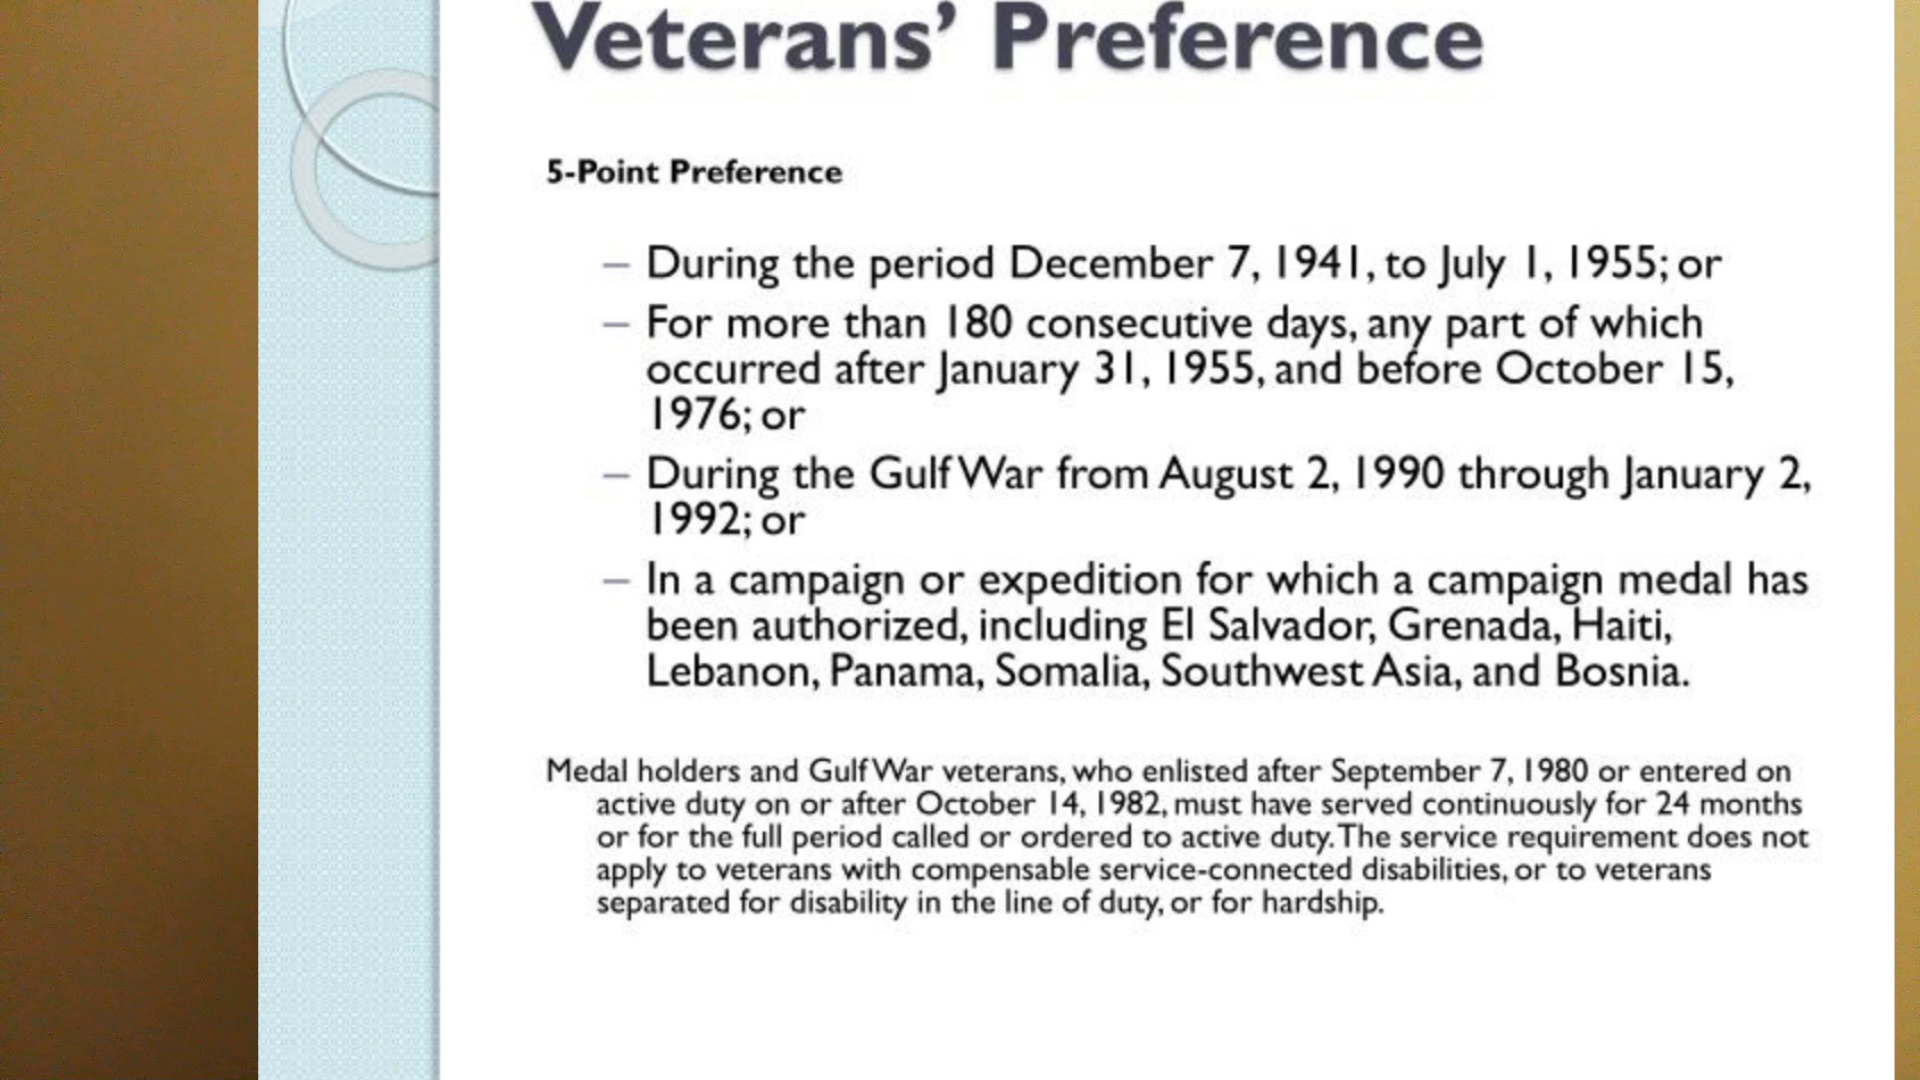 Veterans’ Preference
5-Point Preference
– During the period December 7, 1941, to July 1, 1955; or
– For more than 180 consecutive days, any part of which
occurred after January 31, 1955, and before October 15,
1976; or
– During the Gulf War from August 2, 1990 through January 2,
1992; or
– In a campaign or expedition for which a campaign medal has
been authorized, including El Salvador, Grenada, Haiti,
Lebanon, Panama, Somalia, Southwest Asia, and Bosnia.
Medal holders and Gulf War veterans, who enlisted after September 7, 1980 or entered on
active duty on or after October 14, 1982, must have served continuously for 24 months
or for the full period called or ordered to active duty. The service requirement does not
apply to veterans with compensable service-connected disabilities, or to veterans
separated for disability in the line of duty, or for hardship.